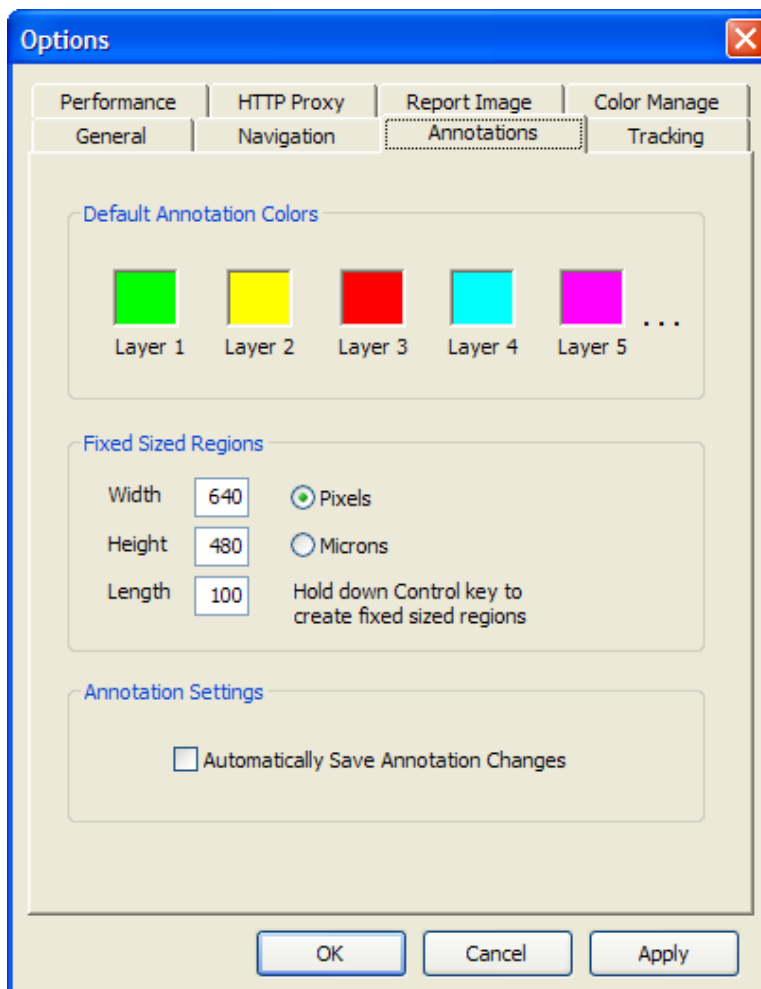 Options
Performance HTTP Proxy Report Image Color Manage
General Navigation Annotations Tracking
Default Annotation Colors
Layer 1 Layer 2 Layer 3 Layer 4 Layer 5 ...
Fixed Sized Regions
Width 640 Pixels
Height 480 Microns
Length 100 Hold down Control key to
create fixed sized regions
Annotation Settings
Automatically Save Annotation Changes
OK Cancel Apply